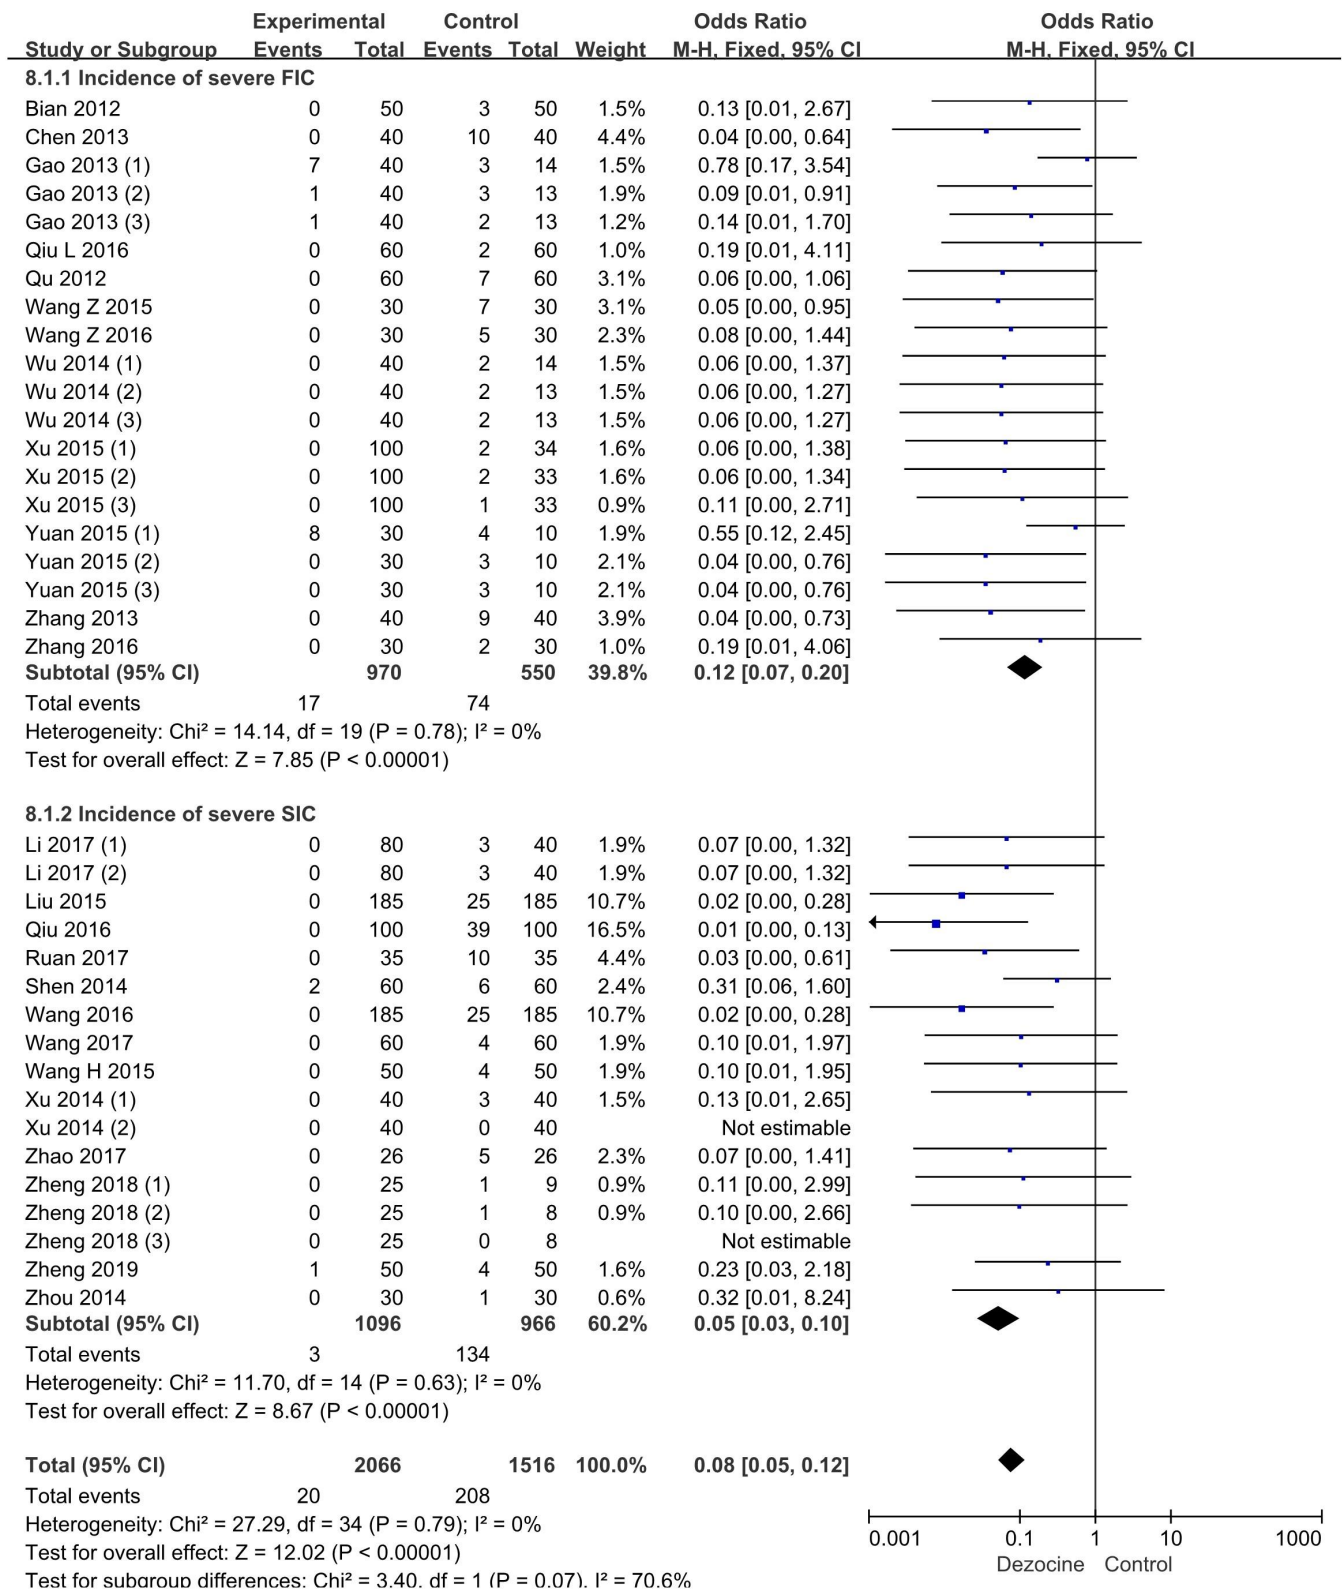 Experimental Control Odds Ratio Odds Ratio
Study or Subgroup Events Total Events Total Weight M-H, Fixed, 95% CI M-H, Fixed, 95% CI
8.1.1 Incidence of severe FIC
Bian 2012 0 50 3 50 1.5% 0.13 [0.01, 2.67]
Chen 2013 0 40 10 40 4.4% 0.04 [0.00, 0.64]
Gao 2013 (1) 7 40 3 14 1.5% 0.78 [0.17, 3.54]
Gao 2013 (2) 1 40 3 13 1.9% 0.09 [0.01, 0.91]
Gao 2013 (3) 1 40 2 13 1.2% 0.14 [0.01, 1.70]
Qiu L 2016 0 60 2 60 1.0% 0.19 [0.01, 4.11]
Qu 2012 0 60 7 60 3.1% 0.06 [0.00, 1.06]
Wang Z 2015 0 30 7 30 3.1% 0.05 [0.00, 0.95]
Wang Z 2016 0 30 5 30 2.3% 0.08 [0.00, 1.44]
Wu 2014 (1) 0 40 2 14 1.5% 0.06 [0.00, 1.37]
Wu 2014 (2) 0 40 2 13 1.5% 0.06 [0.00, 1.27]
Wu 2014 (3) 0 40 2 13 1.5% 0.06 [0.00, 1.27]
Xu 2015 (1) 0 100 2 34 1.6% 0.06 [0.00, 1.38]
Xu 2015 (2) 0 100 2 33 1.6% 0.06 [0.00, 1.34]
Xu 2015 (3) 0 100 1 33 0.9% 0.11 [0.00, 2.71]
Yuan 2015 (1) 8 30 4 10 1.9% 0.55 [0.12, 2.45]
Yuan 2015 (2) 0 30 3 10 2.1% 0.04 [0.00, 0.76]
Yuan 2015 (3) 0 30 3 10 2.1% 0.04 [0.00, 0.76]
Zhang 2013 0 40 9 40 3.9% 0.04 [0.00, 0.73]
Zhang 2016 0 30 2 30 1.0% 0.19 [0.01, 4.06]
Subtotal (95% CI) 970 550 39.8% 0.12 [0.07, 0.20]
Total events 17 74
Heterogeneity: Chi² = 14.14, df = 19 (P = 0.78); I² = 0%
Test for overall effect: Z = 7.85 (P < 0.00001)
8.1.2 Incidence of severe SIC
Li 2017 (1) 0 80 3 40 1.9% 0.07 [0.00, 1.32]
Li 2017 (2) 0 80 3 40 1.9% 0.07 [0.00, 1.32]
Liu 2015 0 185 25 185 10.7% 0.02 [0.00, 0.28]
Qiu 2016 0 100 39 100 16.5% 0.01 [0.00, 0.13]
Ruan 2017 0 35 10 35 4.4% 0.03 [0.00, 0.61]
Shen 2014 2 60 6 60 2.4% 0.31 [0.06, 1.60]
Wang 2016 0 185 25 185 10.7% 0.02 [0.00, 0.28]
Wang 2017 0 60 4 60 1.9% 0.10 [0.01, 1.97]
Wang H 2015 0 50 4 50 1.9% 0.10 [0.01, 1.95]
Xu 2014 (1) 0 40 3 40 1.5% 0.13 [0.01, 2.65]
Xu 2014 (2) 0 40 0 40 Not estimable
Zhao 2017 0 26 5 26 2.3% 0.07 [0.00, 1.41]
Zheng 2018 (1) 0 25 1 9 0.9% 0.11 [0.00, 2.99]
Zheng 2018 (2) 0 25 1 8 0.9% 0.10 [0.00, 2.66]
Zheng 2018 (3) 0 25 0 8 Not estimable
Zheng 2019 1 50 4 50 1.6% 0.23 [0.03, 2.18]
Zhou 2014 0 30 1 30 0.6% 0.32 [0.01, 8.24]
Subtotal (95% CI) 1096 966 60.2% 0.05 [0.03, 0.10]
Total events 3 134
Heterogeneity: Chi² = 11.70, df = 14 (P = 0.63); I² = 0%
Test for overall effect: Z = 8.67 (P < 0.00001)
Total (95% CI) 2066 1516 100.0% 0.08 [0.05, 0.12]
Total events 20 208
Heterogeneity: Chi² = 27.29, df = 34 (P = 0.79); I² = 0%
Test for overall effect: Z = 12.02 (P < 0.00001)
Test for subgroup differences: Chi² = 3.40, df = 1 (P = 0.07), I² = 70.6%
0.001 0.1 1 10 1000
Dezocine Control